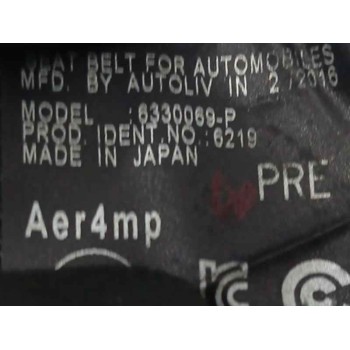 SEAT BELT FOR AUTOMOBILES
MFD. BY AUTOLIV IN 2/2016
MODEL :6330069-P
PROD. IDENT.NO.:6219
MADE IN JAPAN
PRE
Aer4mp